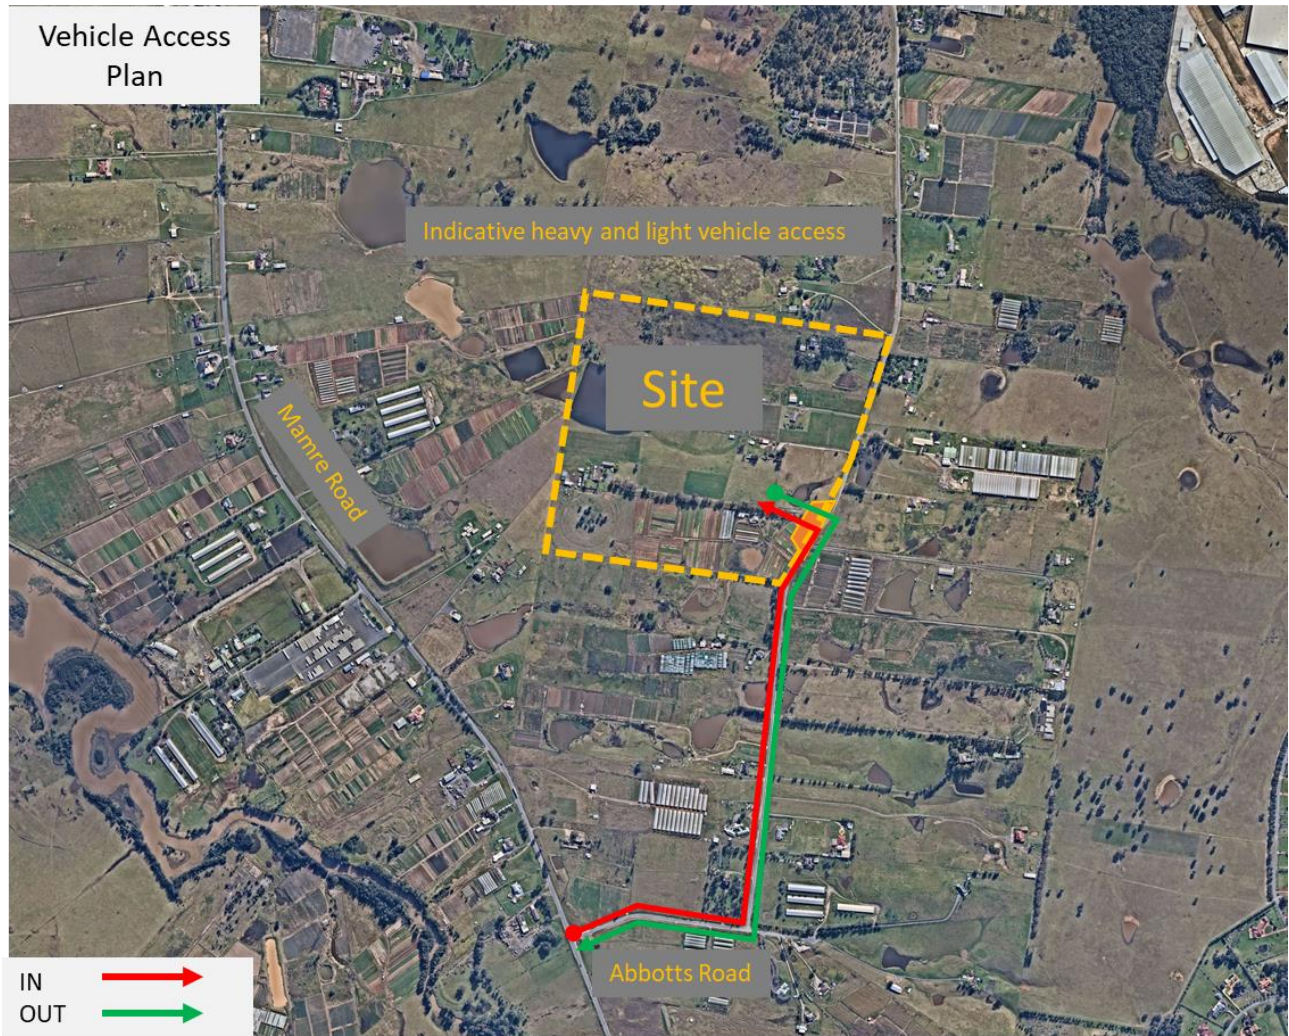 Vehicle Access
Plan
Indicative heavy and light vehicle access
Site
Mamre Road
Abbotts Road
IN
OUT